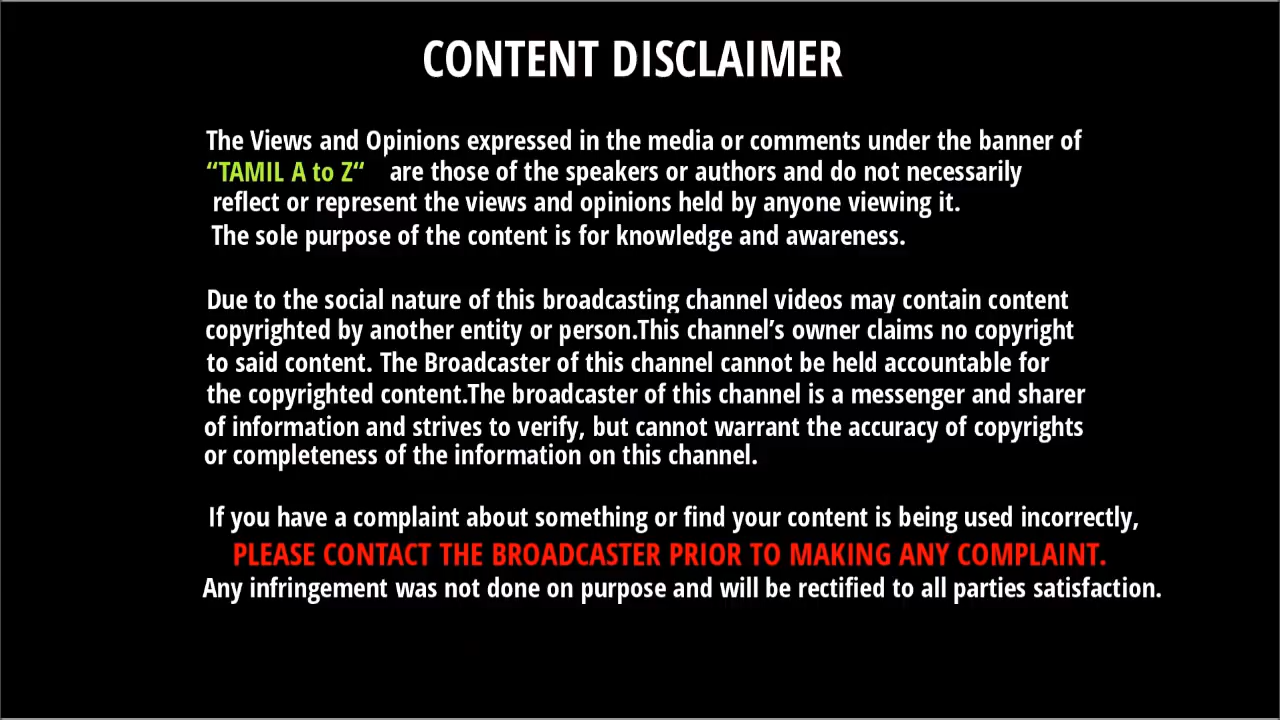 CONTENT DISCLAIMER
The Views and Opinions expressed in the media or comments under the banner of
“TAMIL A to Z“ are those of the speakers or authors and do not necessarily
reflect or represent the views and opinions held by anyone viewing it.
The sole purpose of the content is for knowledge and awareness.
Due to the social nature of this broadcasting channel videos may contain content
copyrighted by another entity or person.This channel’s owner claims no copyright
to said content. The Broadcaster of this channel cannot be held accountable for
the copyrighted content.The broadcaster of this channel is a messenger and sharer
of information and strives to verify, but cannot warrant the accuracy of copyrights
or completeness of the information on this channel.
If you have a complaint about something or find your content is being used incorrectly,
PLEASE CONTACT THE BROADCASTER PRIOR TO MAKING ANY COMPLAINT.
Any infringement was not done on purpose and will be rectified to all parties satisfaction.